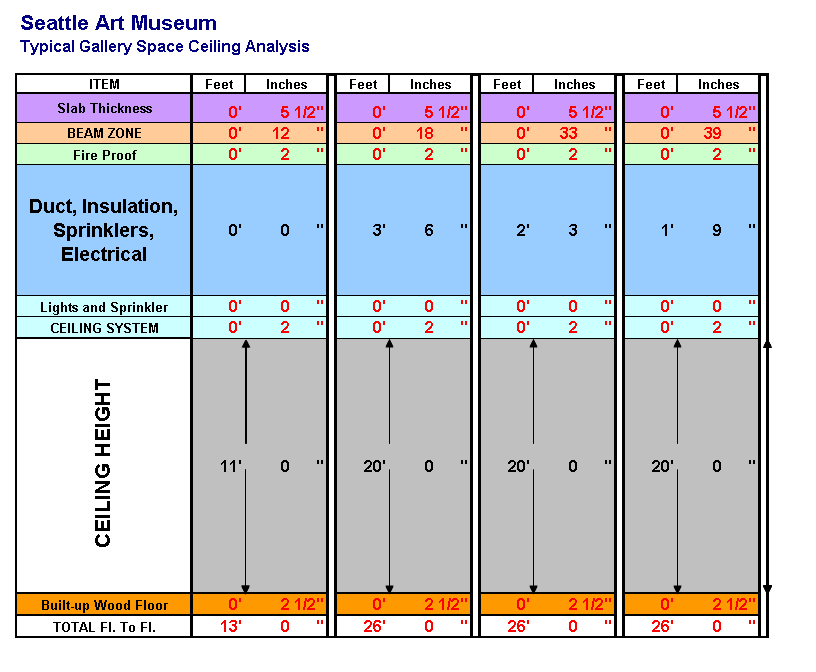 Seattle Art Museum
Typical Gallery Space Ceiling Analysis
ITEM Feet Inches Feet Inches Feet Inches Feet Inches
Slab Thickness 0' 5 1/2" 0' 5 1/2" 0' 5 1/2" 0' 5 1/2"
BEAM ZONE 0' 12 " 0' 18 " 0' 33 " 0' 39 "
Fire Proof 0' 2 " 0' 2 " 0' 2 " 0' 2 "
Duct, Insulation,
Sprinklers, 0' 0 " 3' 6 " 2' 3 " 1' 9 "
Electrical
Lights and Sprinkler 0' 0 " 0' 0 " 0' 0 " 0' 0 "
CEILING SYSTEM 0' 2 " 0' 2 " 0' 2 " 0' 2 "
CEILING HEIGHT 11' 0 " 20' 0 " 20' 0 " 20' 0 "
Built-up Wood Floor 0' 2 1/2" 0' 2 1/2" 0' 2 1/2" 0' 2 1/2"
TOTAL Fl. To Fl. 13' 0 " 26' 0 " 26' 0 " 26' 0 "